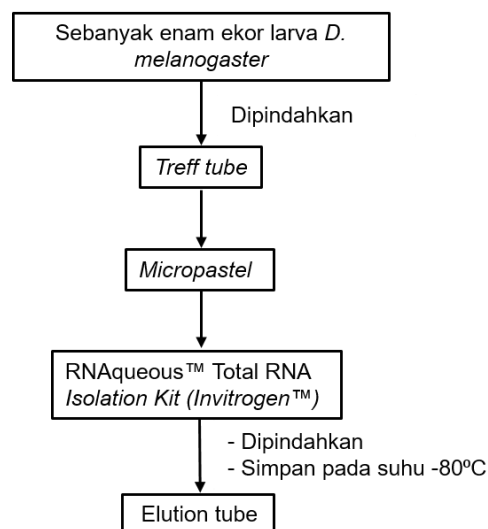 Sebanyak enam ekor larva D.
melanogaster
Dipindahkan
Treff tube
Micropastel
RNAqueous™ Total RNA
Isolation Kit (Invitrogen™)
- Dipindahkan
- Simpan pada suhu -80ºC
Elution tube